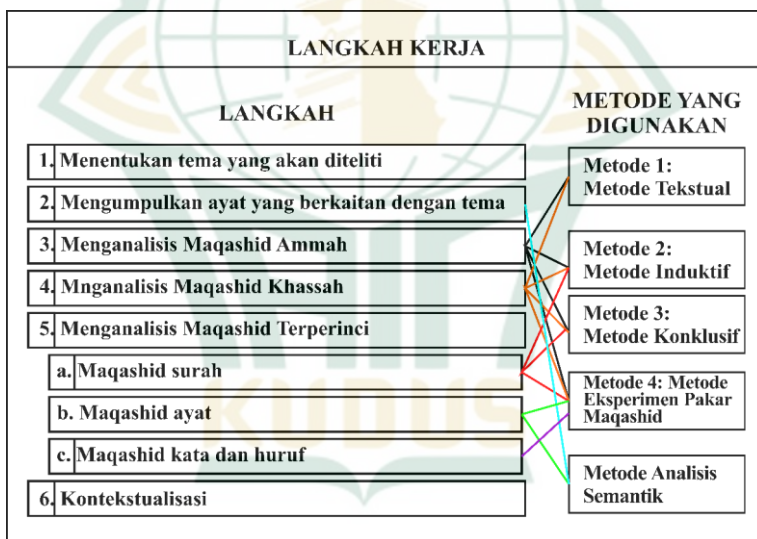 LANGKAH KERJA
LANGKAH
METODE YANG
DIGUNAKAN
1. Menentukan tema yang akan diteliti
2. Mengumpulkan ayat yang berkaitan dengan tema
3. Menganalisis Maqashid Ammah
4. Mnganalisis Maqashid Khassah
5. Menganalisis Maqashid Terperinci
a. Maqashid surah
b. Maqashid ayat
c. Maqashid kata dan huruf
6. Kontekstualisasi
Metode 1:
Metode Tekstual
Metode 2:
Metode Induktif
Metode 3:
Metode Konklusif
Metode 4: Metode
Eksperimen Pakar
Maqashid
Metode Analisis
Semantik
KUDUS